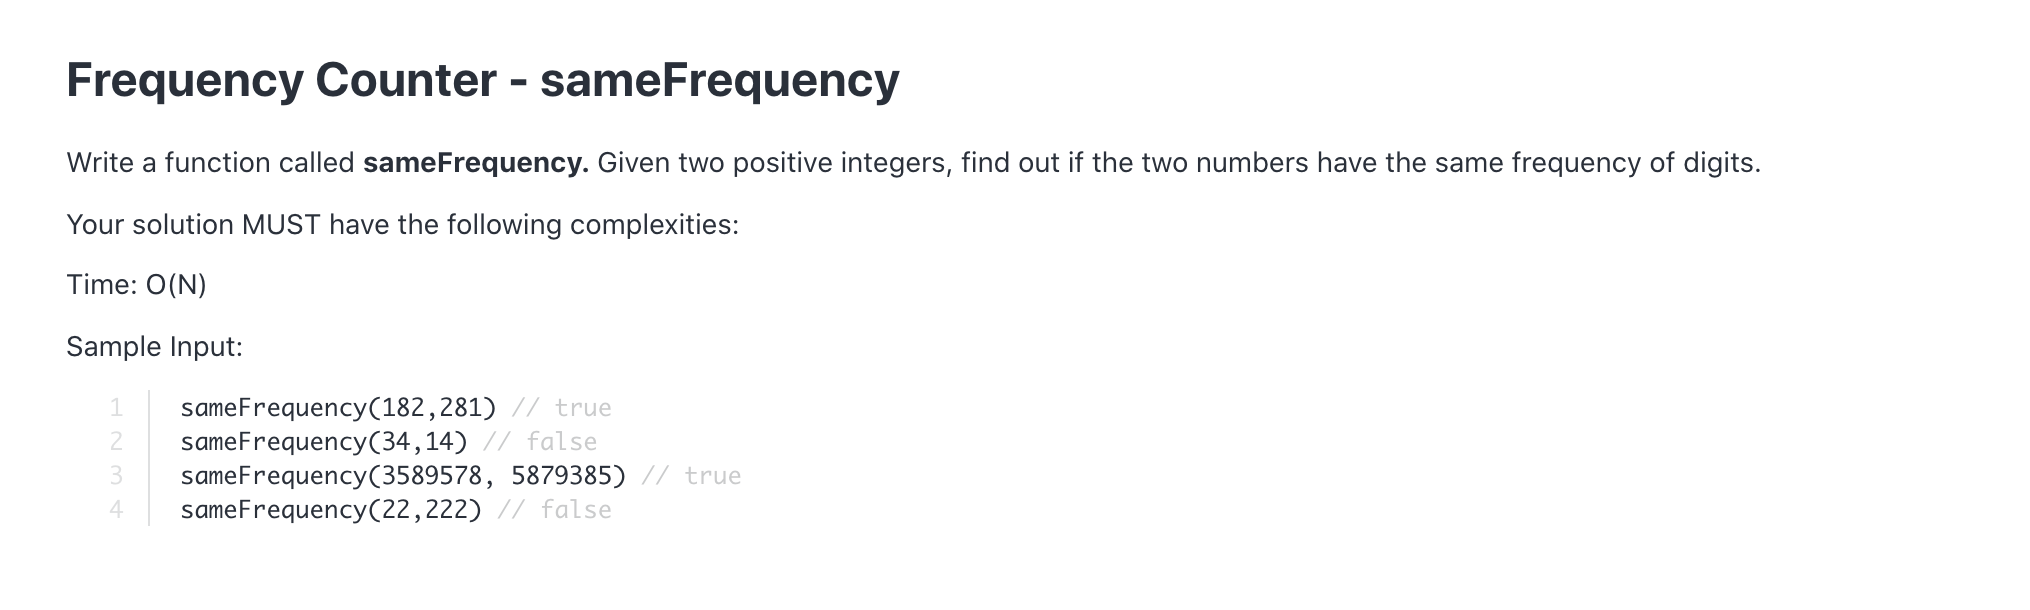 Frequency Counter - sameFrequency
Write a function called sameFrequency. Given two positive integers, find out if the two numbers have the same frequency of digits.
Your solution MUST have the following complexities:
Time: O(N)
Sample Input:
1 sameFrequency(182,281) // true
2 sameFrequency(34,14) // false
3 sameFrequency(3589578, 5879385) // true
4 sameFrequency(22,222) // false